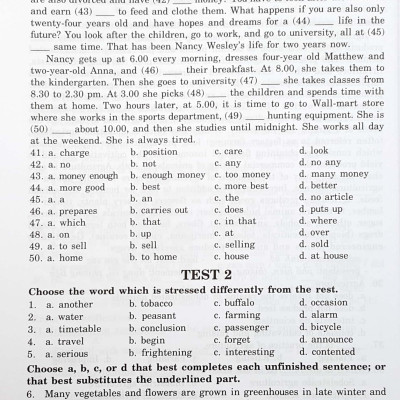 are also divorced and have (42) ____ money? You
and earn (43) ____ to feed and clothe them. What happens if you are also only
twenty-four years old and have hopes and dreams for a (44) ____ life in the
future? You look after the children, go to work, and go to university, all at (45)
____ same time. That has been Nancy Wesley's life for two years now.
Nancy gets up at 6.00 every morning, dresses four-year old Matthew and
two-year-old Anna, and (46) ____ their breakfast. At 8.00, she takes them to
the kindergarten. Then she goes to university (47) ____ she takes classes from
8.30 to 2.30 pm. At 3.00 she picks (48) ____ the children and spends time with
them at home. Two hours later, at 5.00, it is time to go to Wall-mart store
where she works in the sports department, (49) ____ hunting equipment. She is
(50) ____ about 10.00, and then she studies until midnight. She works all day
at the weekend. She is always tired.
41. a. charge b. position c. care d. look
42. a. no b. not c. any d. no any
43. a. money enough b. enough money c. too money d. many money
44. a. more good b. best c. more best d. better
45. a. a b. an c. the d. no article
46. a. prepares b. carries out c. does d. puts up
47. a. which b. that c. in that d. where
48. a. on b. up c. at d. over
49. a. to sell b. sell c. selling d. sold
50. a. home b. to home c. house d. at house
TEST 2
Choose the word which is stressed differently from the rest.
1. a. another b. tobacco c. buffalo d. occasion
2. a. water b. peasant c. farming d. alarm
3. a. timetable b. conclusion c. passenger d. bicycle
4. a. travel b. begin c. forget d. announce
5. a. serious b. frightening c. interesting d. contented
Choose a, b, c, or d that best completes each unfinished sentence; or
that best substitutes the underlined part.
6. Many vegetables and flowers are grown in greenhouses in late winter and